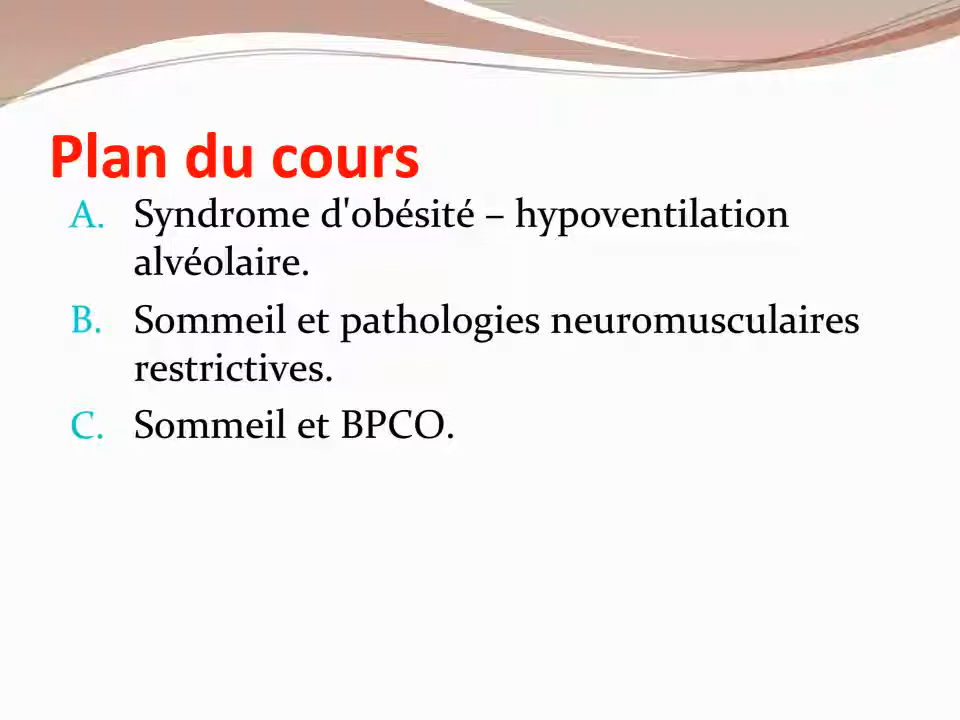 Plan du cours
A. Syndrome d'obésité – hypoventilation
alvéolaire.
B. Sommeil et pathologies neuromusculaires
restrictives.
C. Sommeil et BPCO.